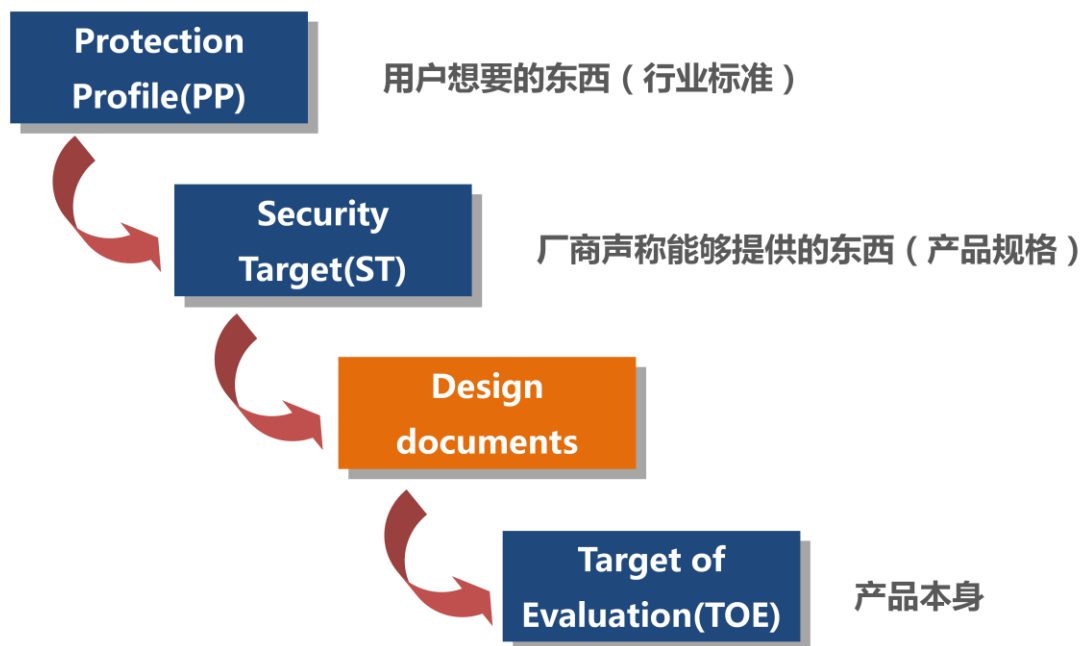 Protection
Profile(PP)
用户想要的东西（行业标准）
Security
Target(ST)
厂商声称能够提供的东西（产品规格）
Design
documents
Target of
Evaluation(TOE)
产品本身